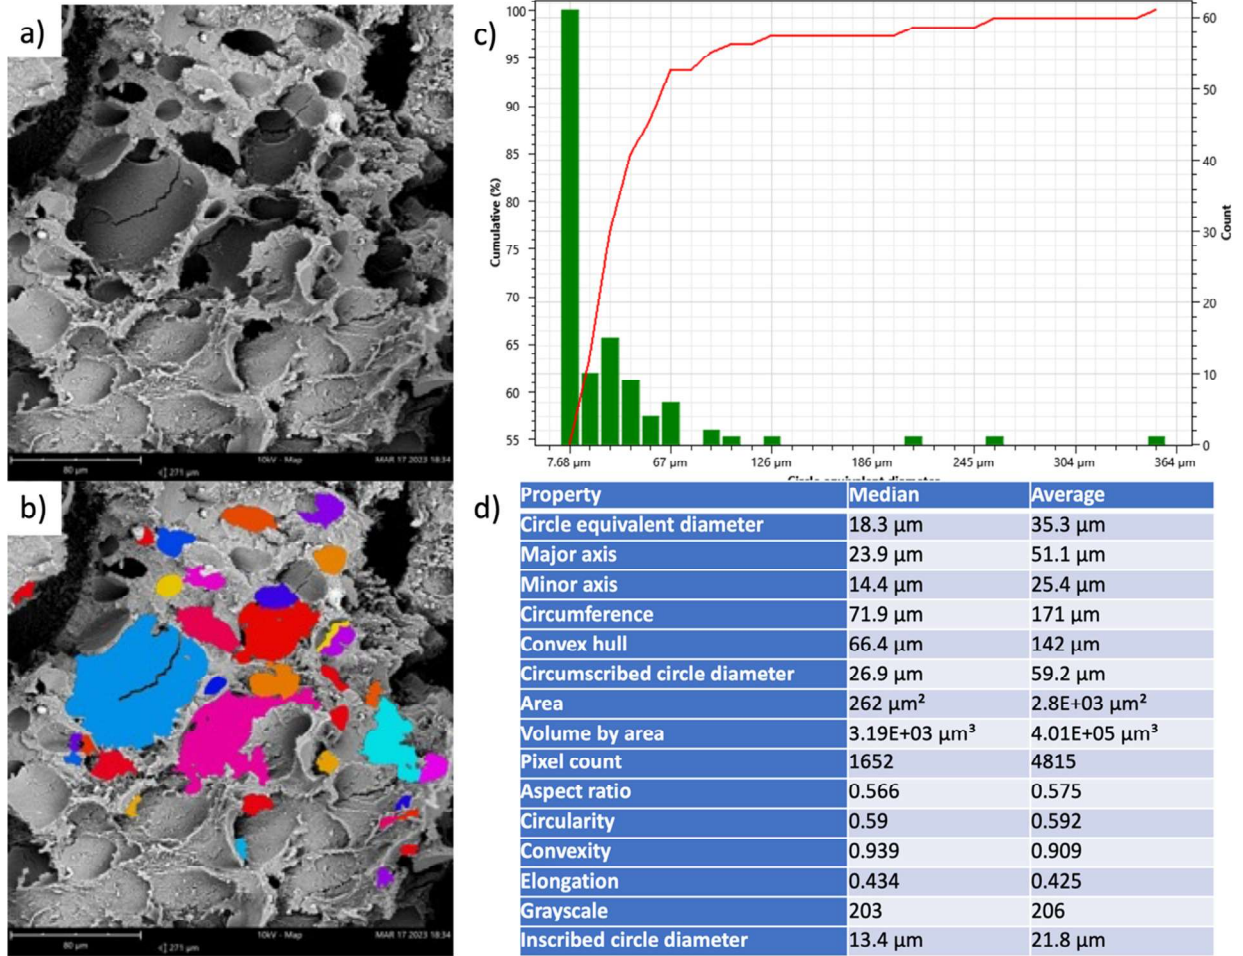 a)
80 µm
271 µm
10kV - Map
MAR 17 2023 18:34
b)
80 µm
271 µm
10kV - Map
MAR 17 2023 18:34
c)
100
95
90
85
80
75
70
65
60
55
Cumulative (%)
60
50
40
30
20
10
0
Count
7.68 µm
67 µm
126 µm
186 µm
245 µm
304 µm
364 µm
Circle equivalent diameter
d)
Property Median Average
Circle equivalent diameter 18.3 µm 35.3 µm
Major axis 23.9 µm 51.1 µm
Minor axis 14.4 µm 25.4 µm
Circumference 71.9 µm 171 µm
Convex hull 66.4 µm 142 µm
Circumscribed circle diameter 26.9 µm 59.2 µm
Area 262 µm² 2.8E+03 µm²
Volume by area 3.19E+03 µm³ 4.01E+05 µm³
Pixel count 1652 4815
Aspect ratio 0.566 0.575
Circularity 0.59 0.592
Convexity 0.939 0.909
Elongation 0.434 0.425
Grayscale 203 206
Inscribed circle diameter 13.4 µm 21.8 µm